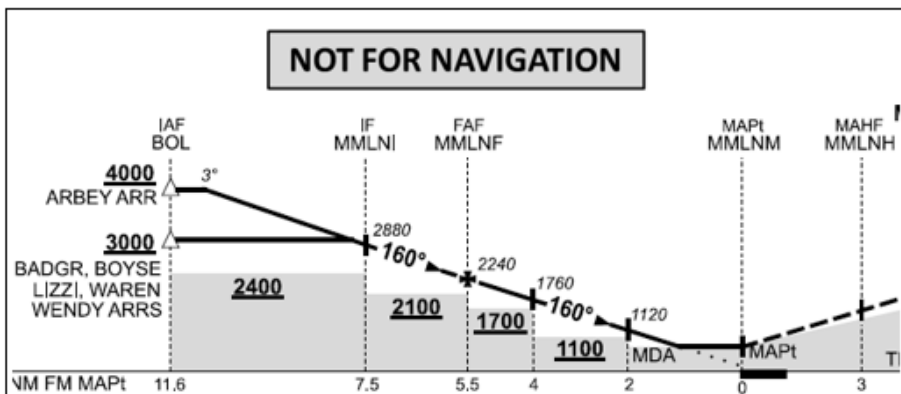 NOT FOR NAVIGATION
IAF IF FAF MAPt MAHF
BOL MMLNI MMLNF MMLNM MMLNH
4000 3°
ARBEY ARR
3000
BADGR, BOYSE
LIZZI, WAREN
WENDY ARRS
2880
160°
2240
1760
160°
1120
2400
2100
1700
1100
MDA
MAPt
NM FM MAPt 11.6 7.5 5.5 4 2 0 3